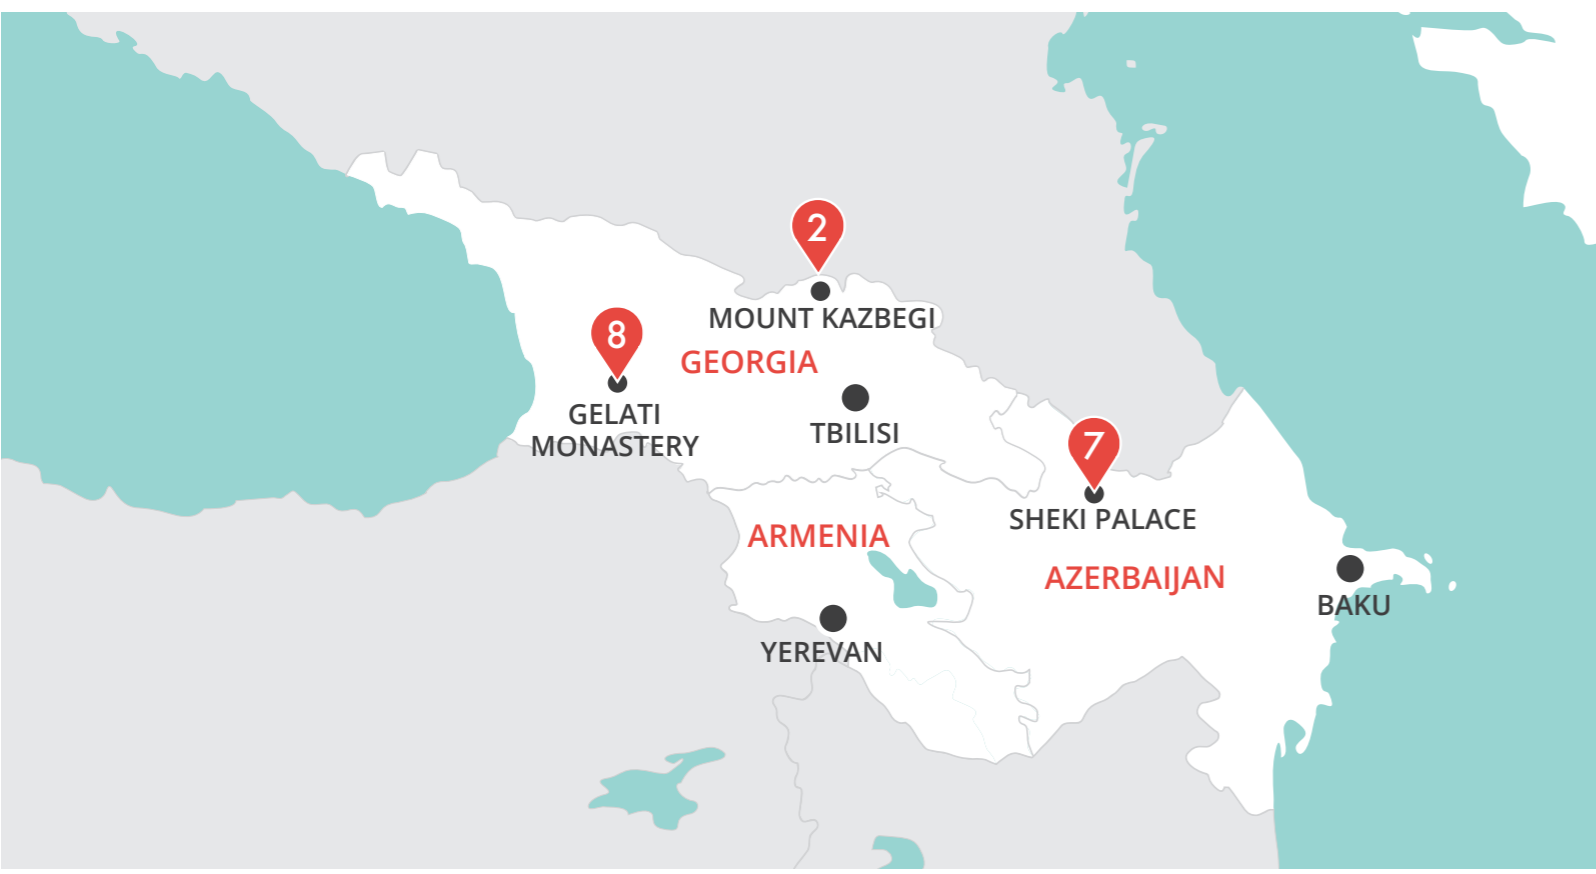 2
MOUNT KAZBEGI
8
GEORGIA
GELATI
MONASTERY
TBILISI
7
SHEKI PALACE
ARMENIA
AZERBAIJAN
BAKU
YEREVAN